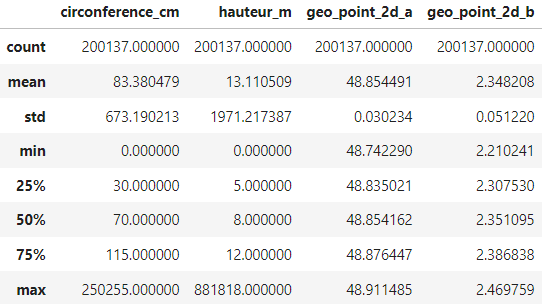 circonference_cm hauteur_m geo_point_2d_a geo_point_2d_b
count 200137.000000 200137.000000 200137.000000 200137.000000
mean 83.380479 13.110509 48.854491 2.348208
std 673.190213 1971.217387 0.030234 0.051220
min 0.000000 0.000000 48.742290 2.210241
25% 30.000000 5.000000 48.835021 2.307530
50% 70.000000 8.000000 48.854162 2.351095
75% 115.000000 12.000000 48.876447 2.386838
max 250255.000000 881818.000000 48.911485 2.469759